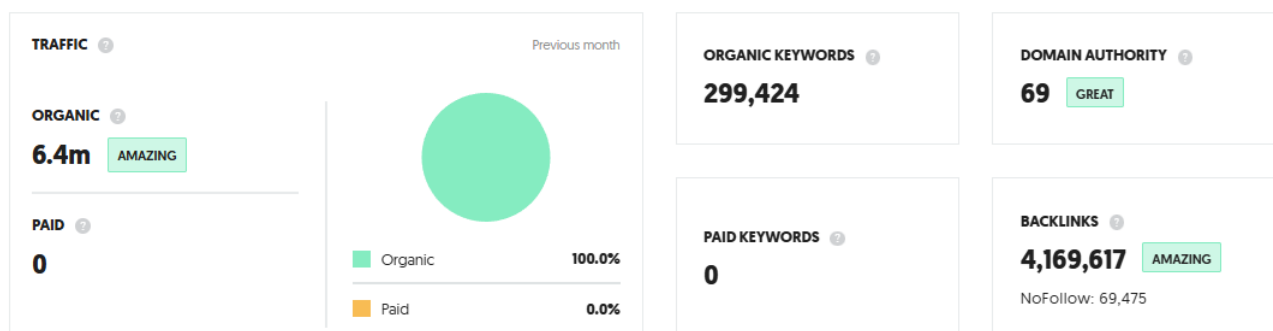 TRAFFIC
Previous month
ORGANIC
6.4m AMAZING
PAID
0
Organic 100.0%
Paid 0.0%
ORGANIC KEYWORDS
299,424
DOMAIN AUTHORITY
69 GREAT
PAID KEYWORDS
0
BACKLINKS
4,169,617 AMAZING
NoFollow: 69,475